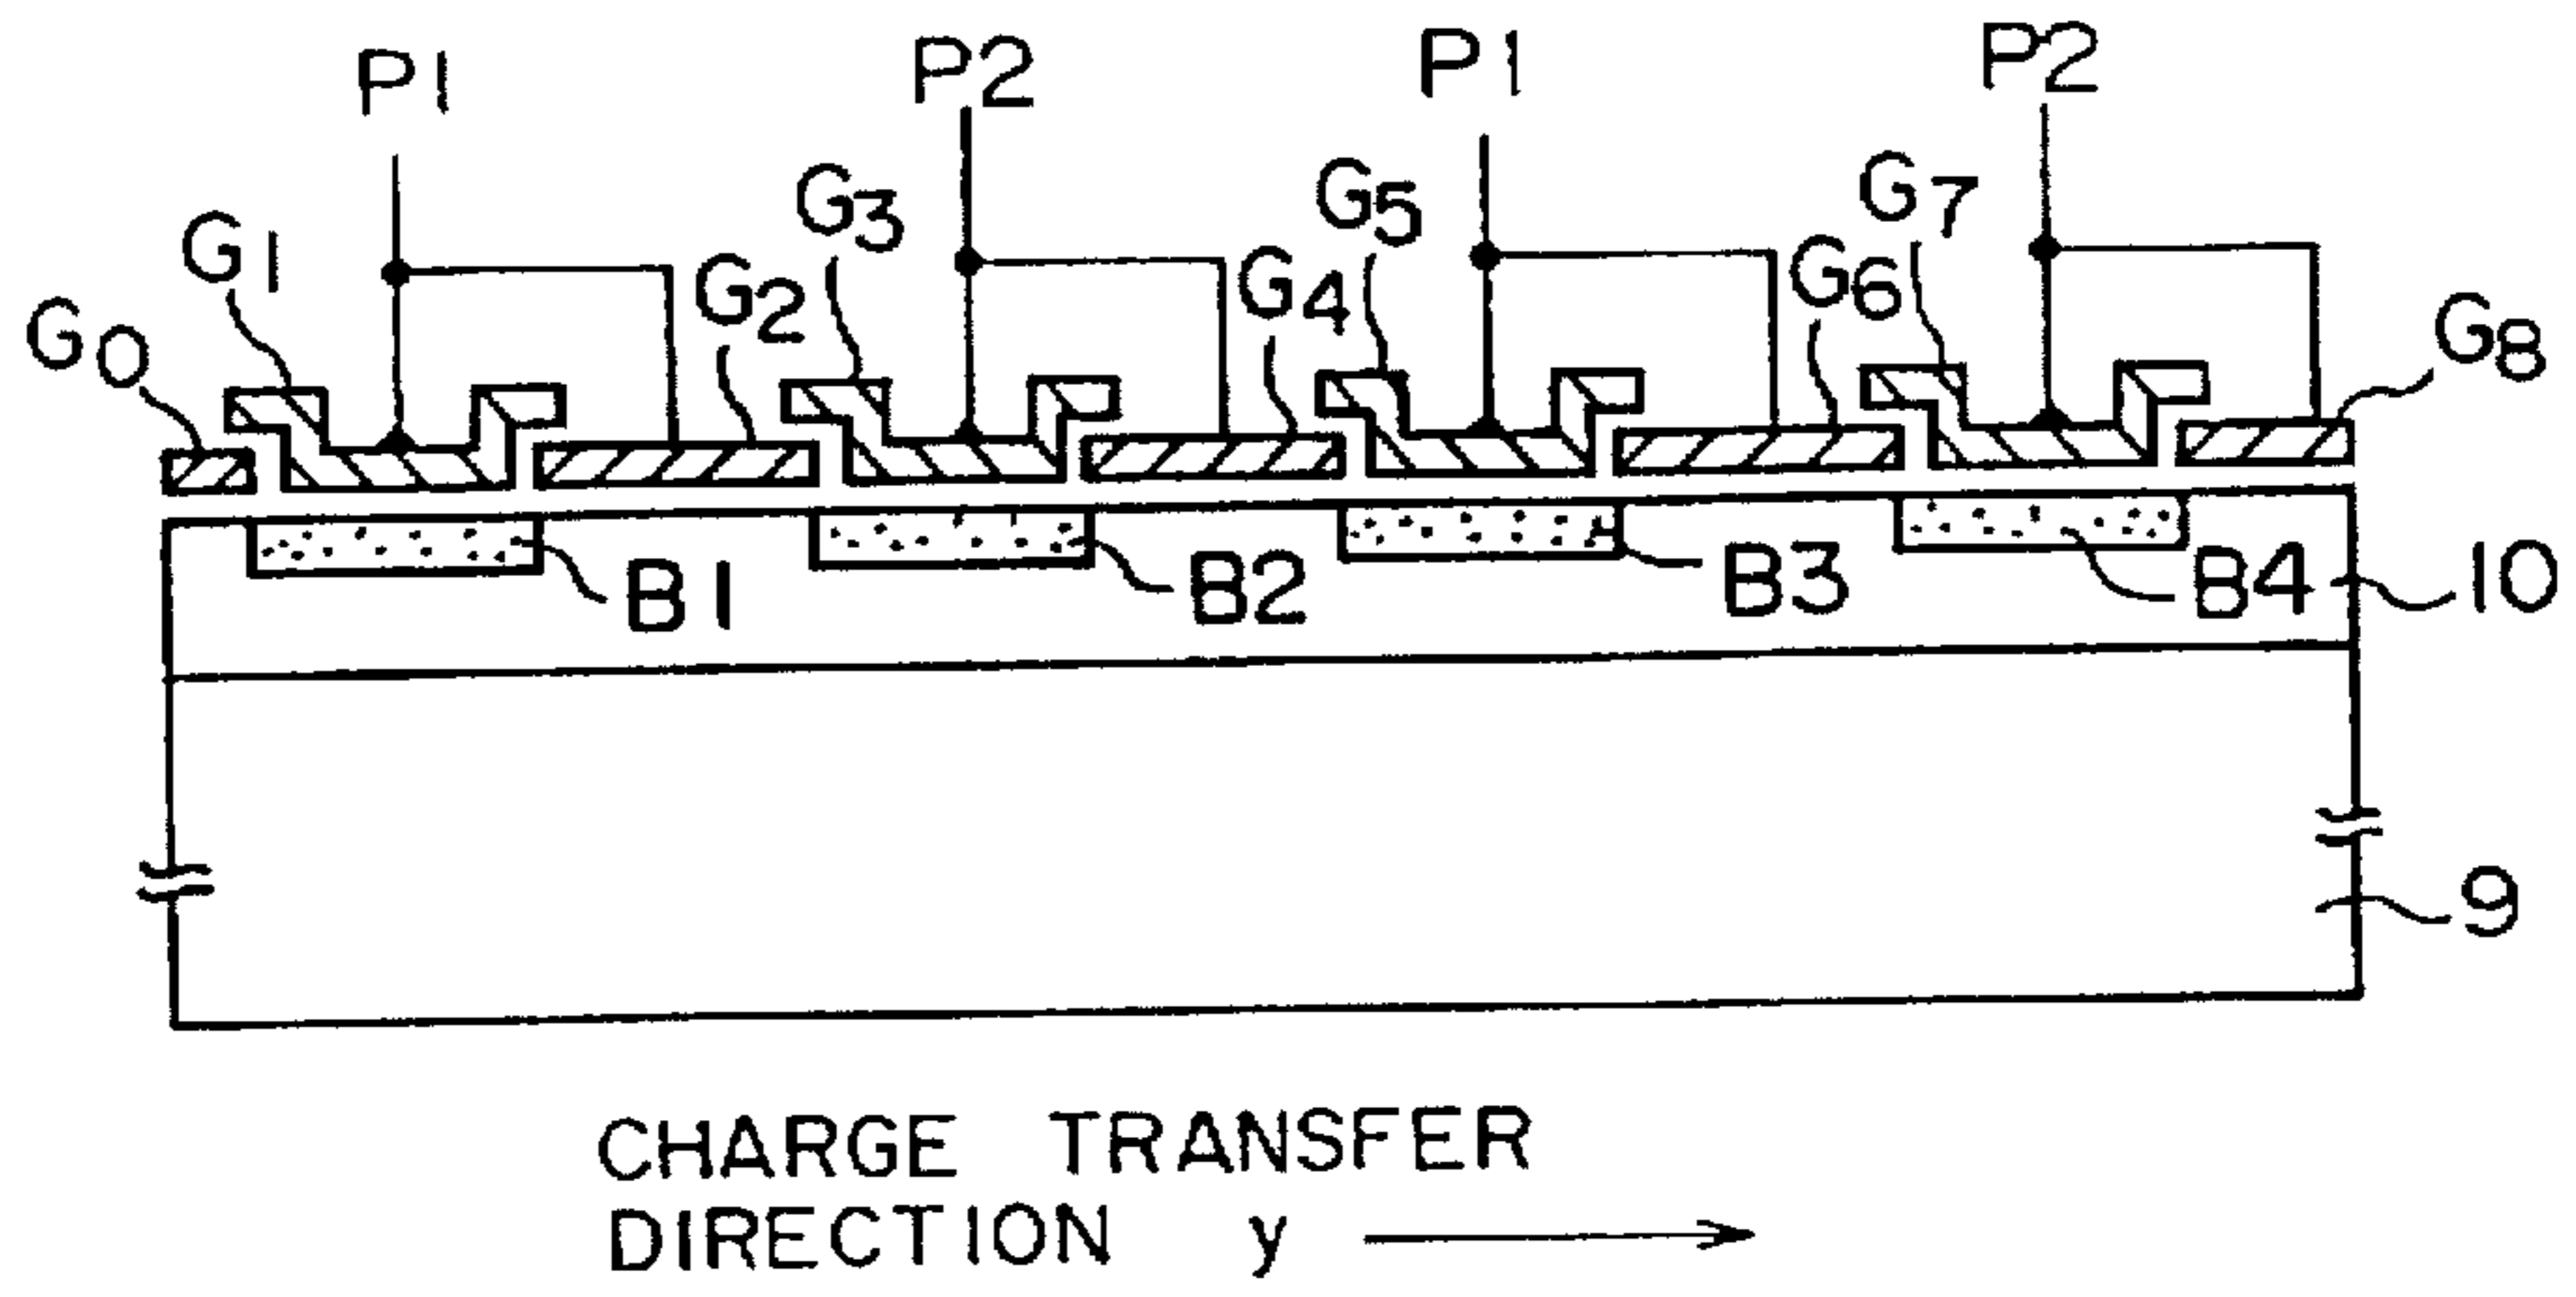 P1 P2 P1 P2
G0 G1 G2 G3 G4 G5 G6 G7 G8
B1 B2 B3 B4 10
9
CHARGE TRANSFER
DIRECTION y